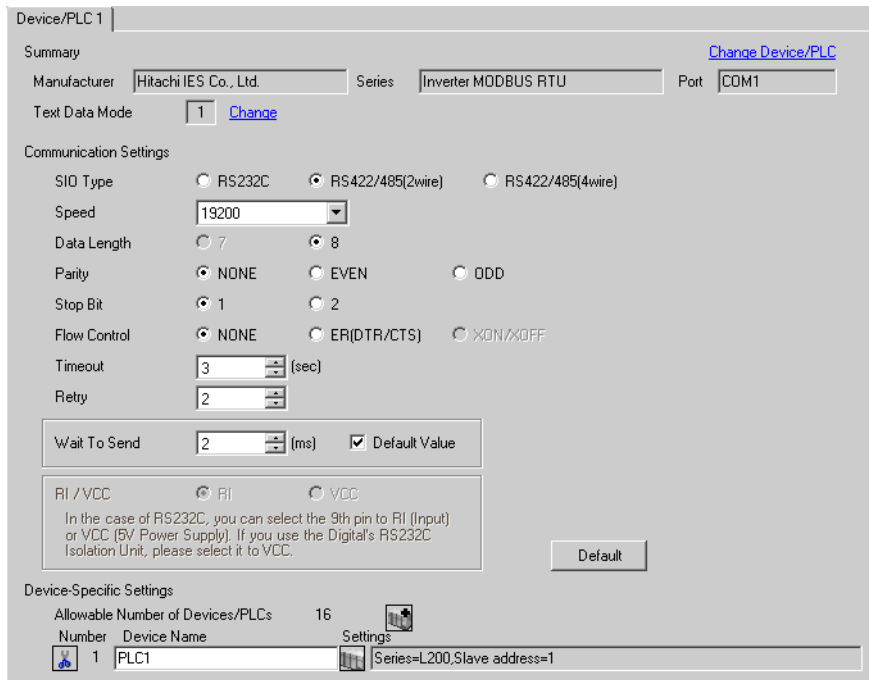 Device/PLC 1
Summary
Change Device/PLC
Manufacturer Hitachi IES Co., Ltd. Series Inverter MODBUS RTU Port COM1
Text Data Mode 1 Change
Communication Settings
SIO Type RS232C RS422/485(2wire) RS422/485(4wire)
Speed 19200
Data Length 7 8
Parity NONE EVEN ODD
Stop Bit 1 2
Flow Control NONE ER(DTR/CTS) XON/XOFF
Timeout 3 (sec)
Retry 2
Wait To Send 2 (ms) Default Value
RI / VCC RI VCC
In the case of RS232C, you can select the 9th pin to RI (Input)
or VCC (5V Power Supply). If you use the Digital's RS232C
Isolation Unit, please select it to VCC.
Default
Device-Specific Settings
Allowable Number of Devices/PLCs 16
Number Device Name Settings
1 PLC1 Series=L200,Slave address=1